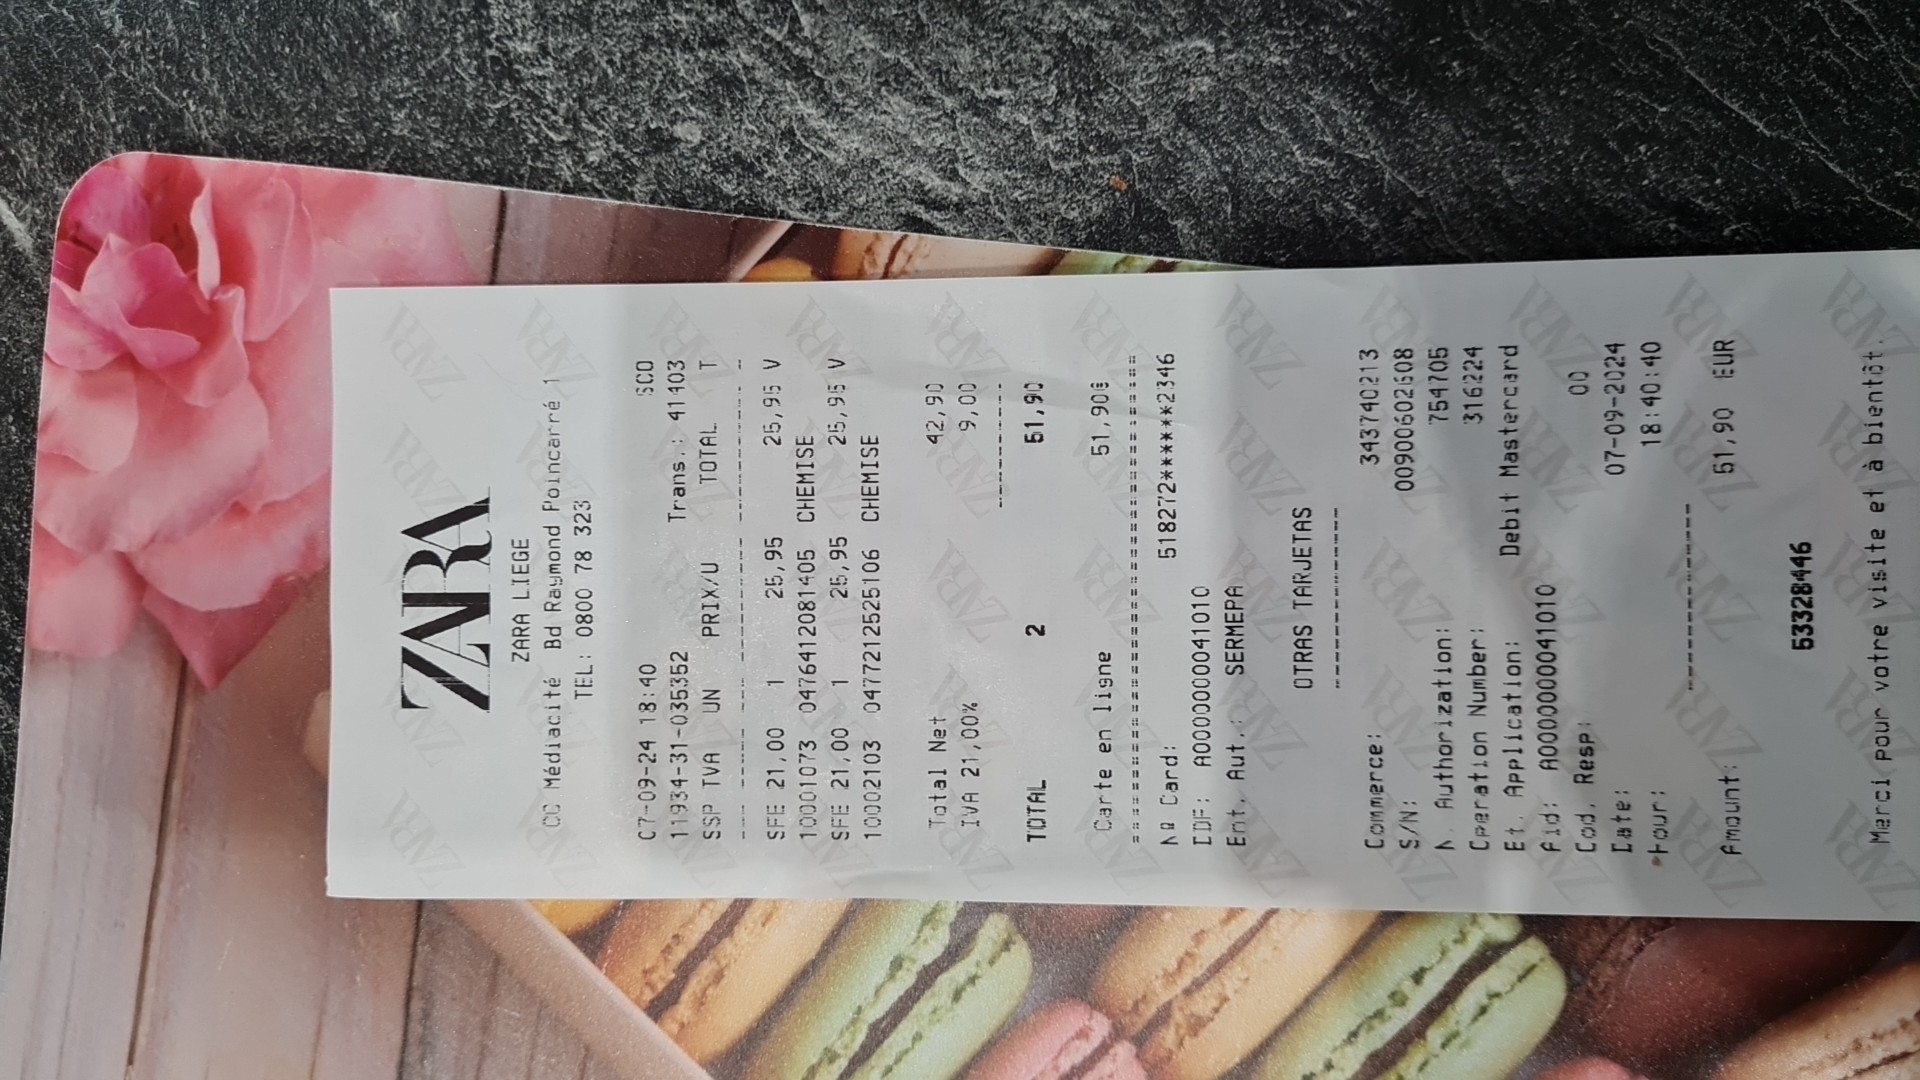 ZARA
ZARA LIEGE
CC Médiacité Bd Raymond Poincarré 1
TEL: 0800 78 323
07-09-24 18:40 SCO
11934-31-035352 Trans.: 41403
SSP TVA UN PRIX/U TOTAL T
SFE 21,00 1 25,95 25,95 V
10001073 0476412081405 CHEMISE
SFE 21,00 1 25,95 25,95 V
10002103 0477212525106 CHEMISE
Total Net 42,90
IVA 21,00% 9,00
TOTAL 2 51,90
Carte en ligne 51,90€
Nº Card: 518272******2346
IDF: A0000000041010
Ent. Aut.: SERMEPA
OTRAS TARJETAS
Commerce: 343740213
S/N: 00900602608
N. Authorization: 754705
Operation Number: 316224
Et. Application: Debit Mastercard
Aid: A0000000041010
Cod. Resp: 00
Date: 07-09-2024
Hour: 18:40:40
Amount: 51,90 EUR
53328446
Merci pour votre visite et à bientôt.